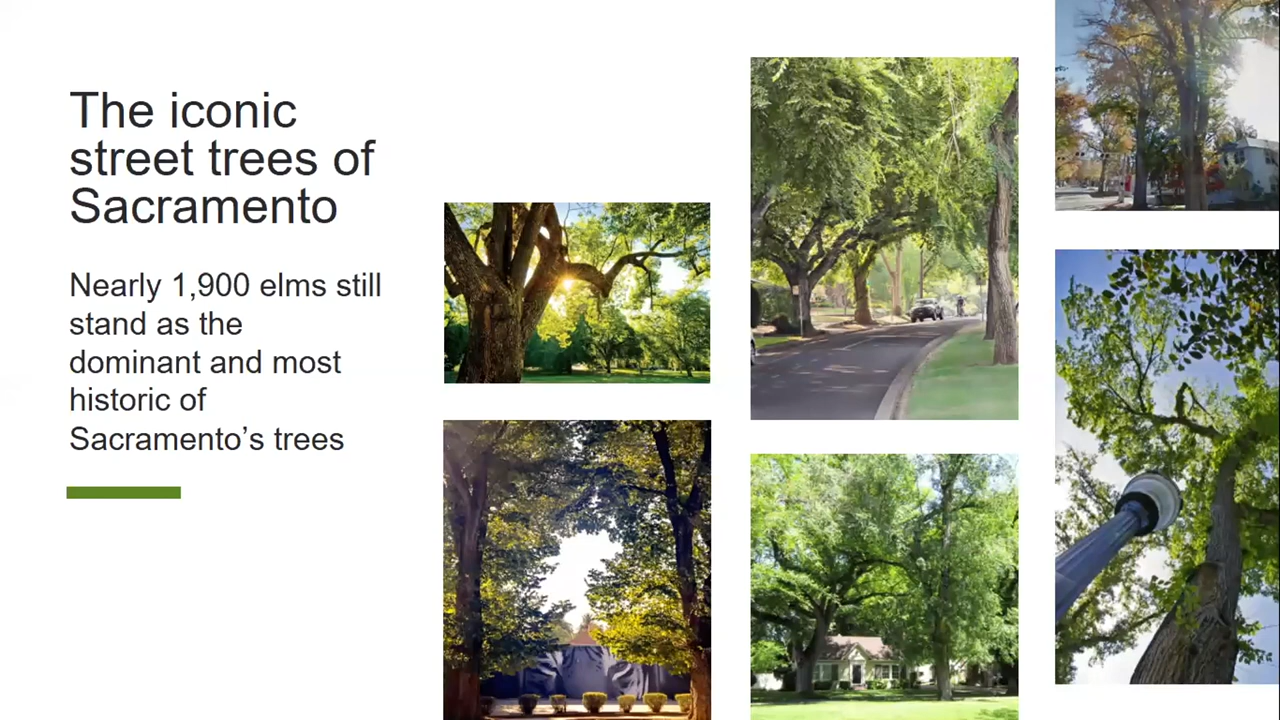 The iconic
street trees of
Sacramento
Nearly 1,900 elms still
stand as the
dominant and most
historic of
Sacramento’s trees